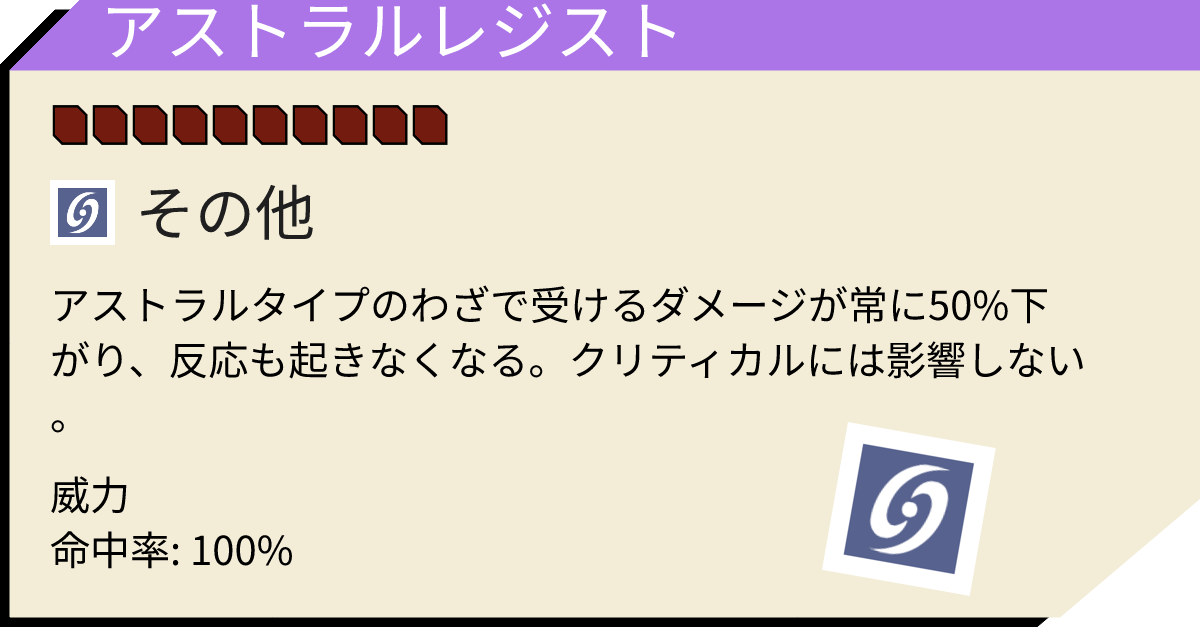 アストラルレジスト
その他
アストラルタイプのわざで受けるダメージが常に50%下
がり、反応も起きなくなる。クリティカルには影響しない
。
威力
命中率: 100%